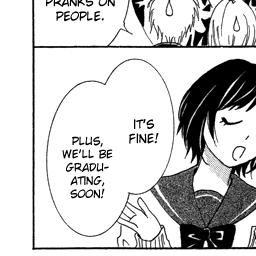 PRANKS ON
PEOPLE.
IT'S
FINE!
PLUS,
WE'LL BE
GRADU-
ATING,
SOON!